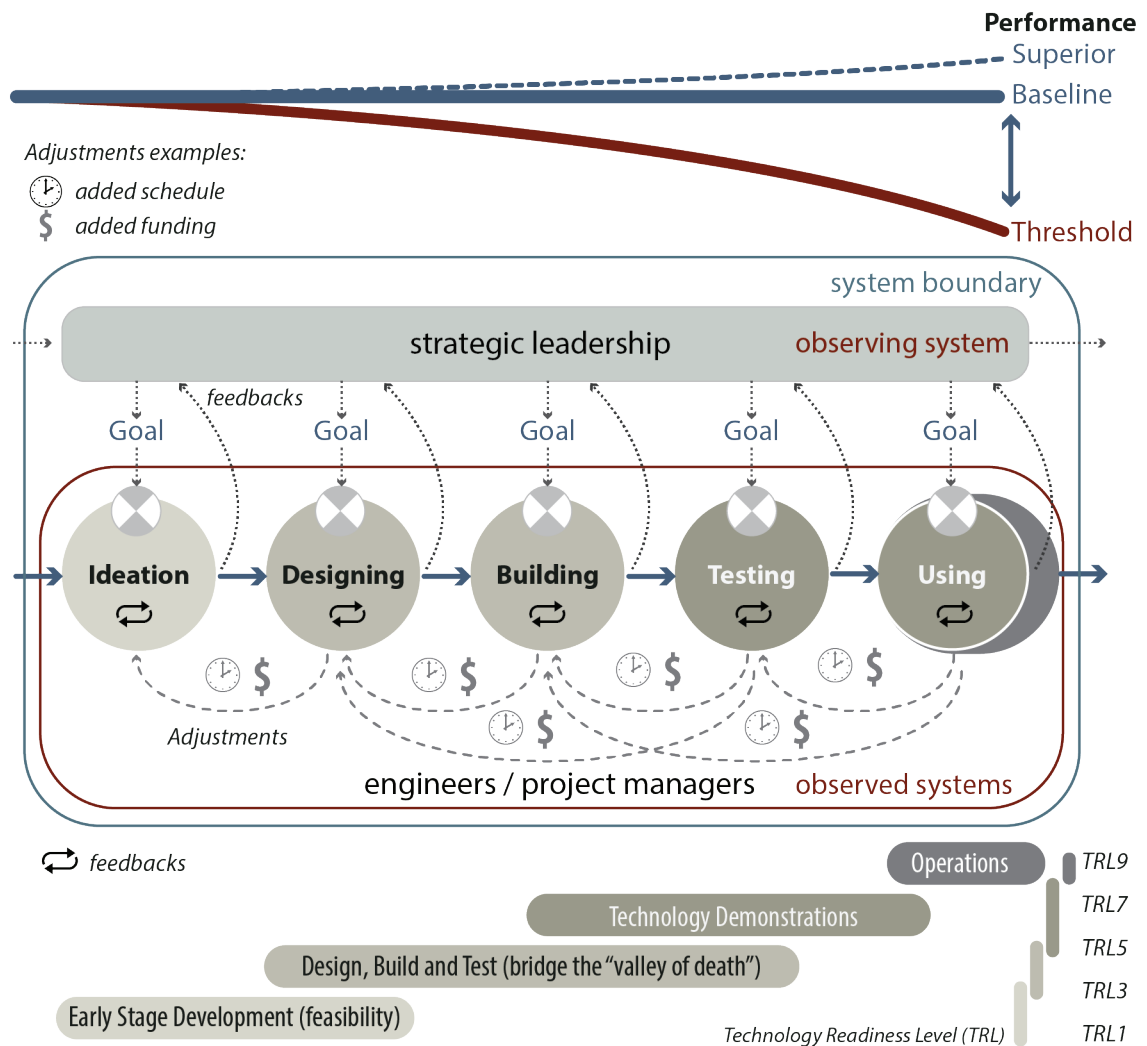 Performance
Superior
Baseline
Adjustments examples:
added schedule
$ added funding
Threshold
system boundary
strategic leadership observing system
feedbacks
Goal Goal Goal Goal Goal
Ideation Designing Building Testing Using
$ $ $ $
$ $
Adjustments
engineers / project managers observed systems
feedbacks
Operations TRL9
Technology Demonstrations TRL7
Design, Build and Test (bridge the “valley of death”) TRL5
TRL3
Early Stage Development (feasibility)
Technology Readiness Level (TRL) TRL1